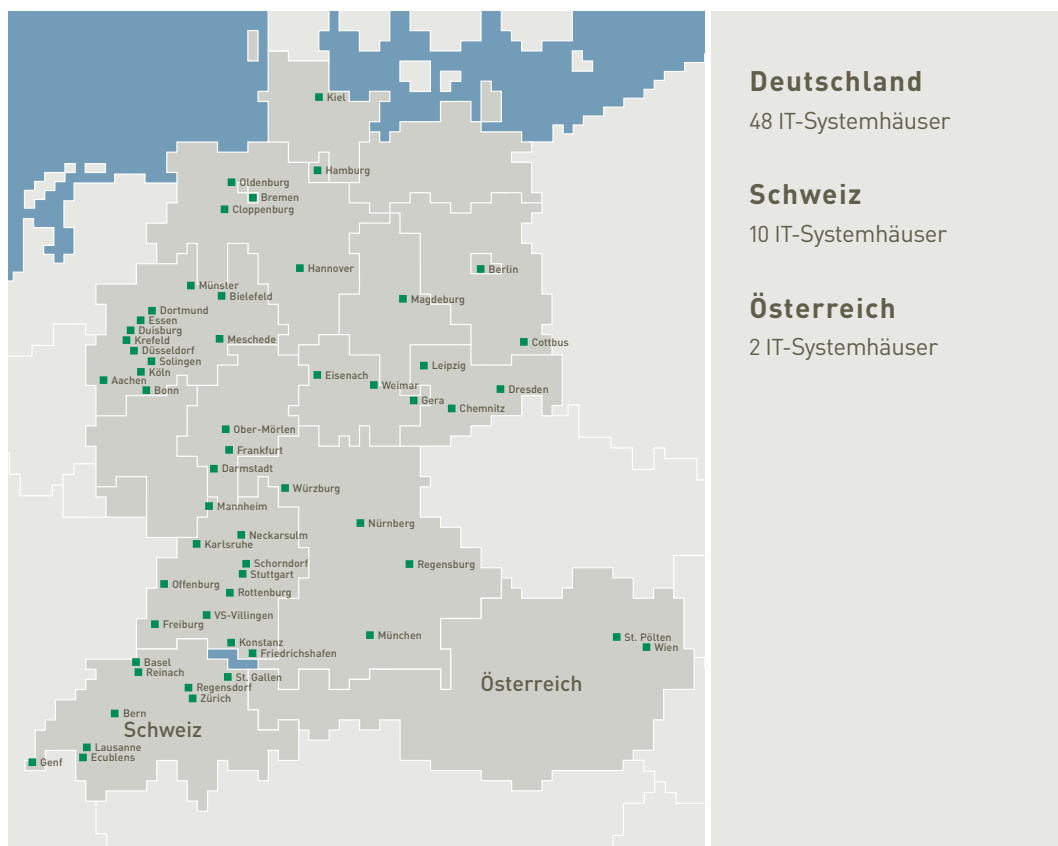 Kiel
Hamburg
Oldenburg
Bremen
Cloppenburg
Hannover
Berlin
Münster
Bielefeld
Magdeburg
Dortmund
Essen
Duisburg
Krefeld
Meschede
Cottbus
Düsseldorf
Solingen
Köln
Leipzig
Aachen
Eisenach
Bonn
Weimar
Dresden
Gera
Chemnitz
Ober-Mörlen
Frankfurt
Darmstadt
Würzburg
Mannheim
Nürnberg
Neckarsulm
Karlsruhe
Schorndorf
Regensburg
Stuttgart
Offenburg
Rottenburg
VS-Villingen
Freiburg
München
St. Pölten
Konstanz
Wien
Friedrichshafen
Basel
Reinach
St. Gallen
Regensdorf
Österreich
Zürich
Bern
Schweiz
Lausanne
Ecublens
Genf
Deutschland
48 IT-Systemhäuser
Schweiz
10 IT-Systemhäuser
Österreich
2 IT-Systemhäuser